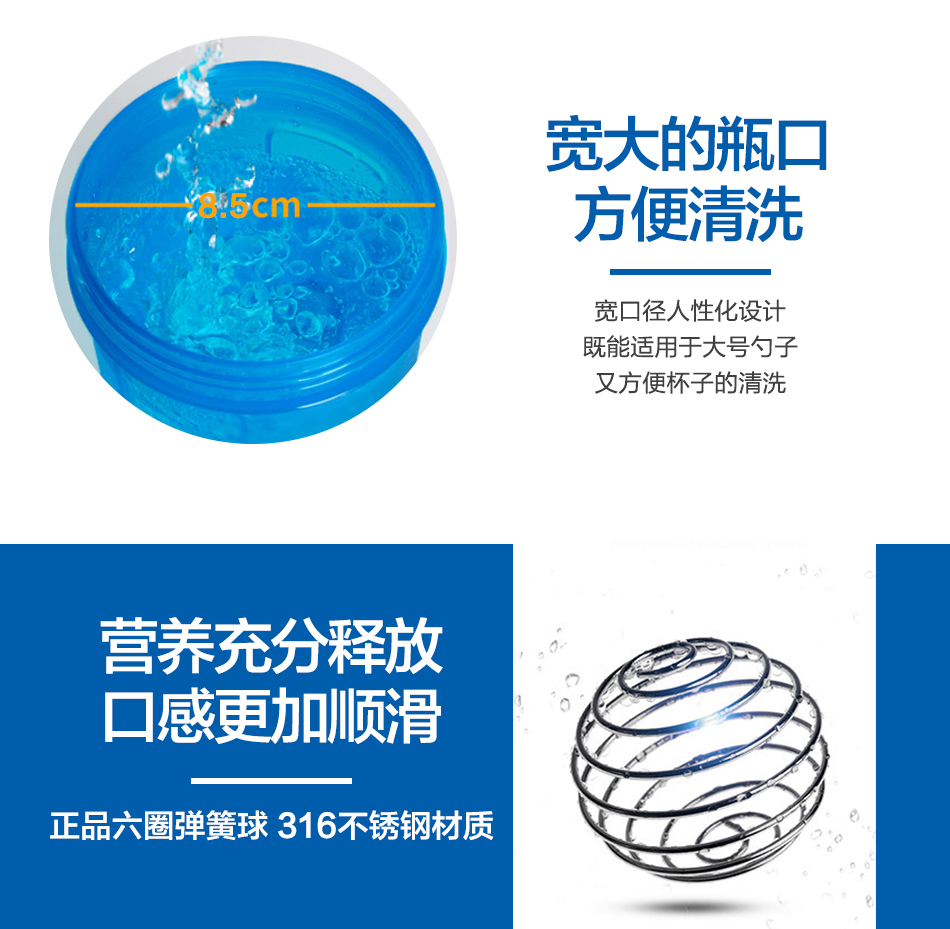 8.5cm
宽大的瓶口
方便清洗
宽口径人性化设计
既能适用于大号勺子
又方便杯子的清洗
营养充分释放
口感更加顺滑
正品六圈弹簧球 316不锈钢材质